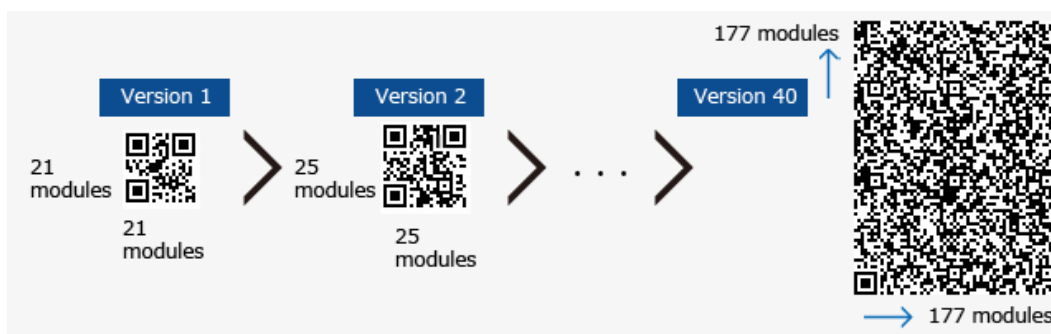 177 modules
Version 1
Version 2
Version 40
21
modules
25
modules
. . .
21
modules
25
modules
177 modules